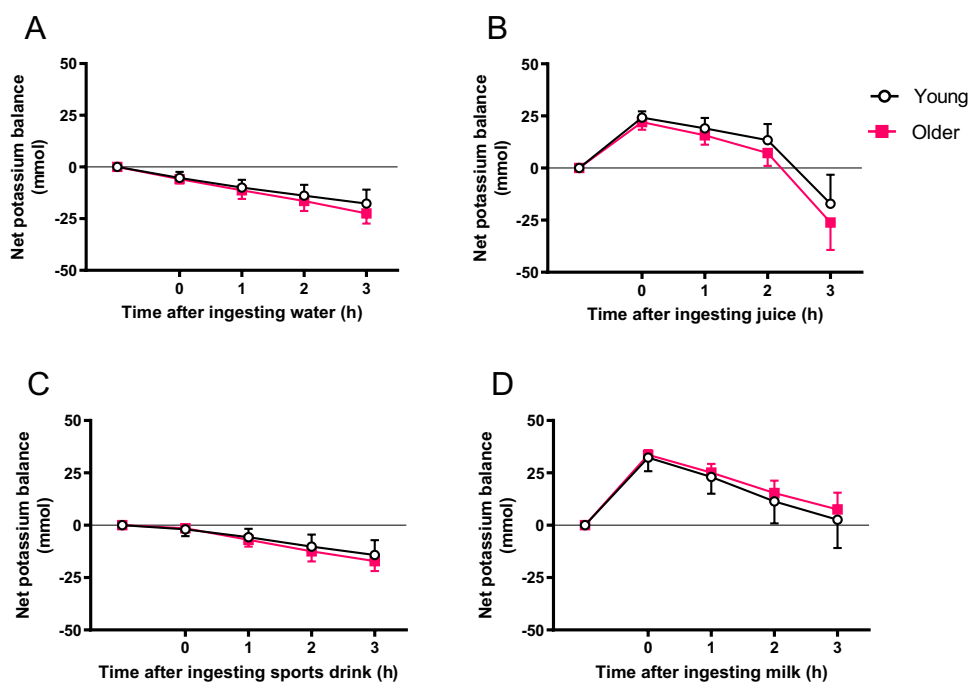 A
Net potassium balance
(mmol)
50
25
0
-25
-50
0 1 2 3
Time after ingesting water (h)
B
Net potassium balance
(mmol)
50
25
0
-25
-50
0 1 2 3
Time after ingesting juice (h)
Young
Older
C
Net potassium balance
(mmol)
50
25
0
-25
-50
0 1 2 3
Time after ingesting sports drink (h)
D
Net potassium balance
(mmol)
50
25
0
-25
-50
0 1 2 3
Time after ingesting milk (h)